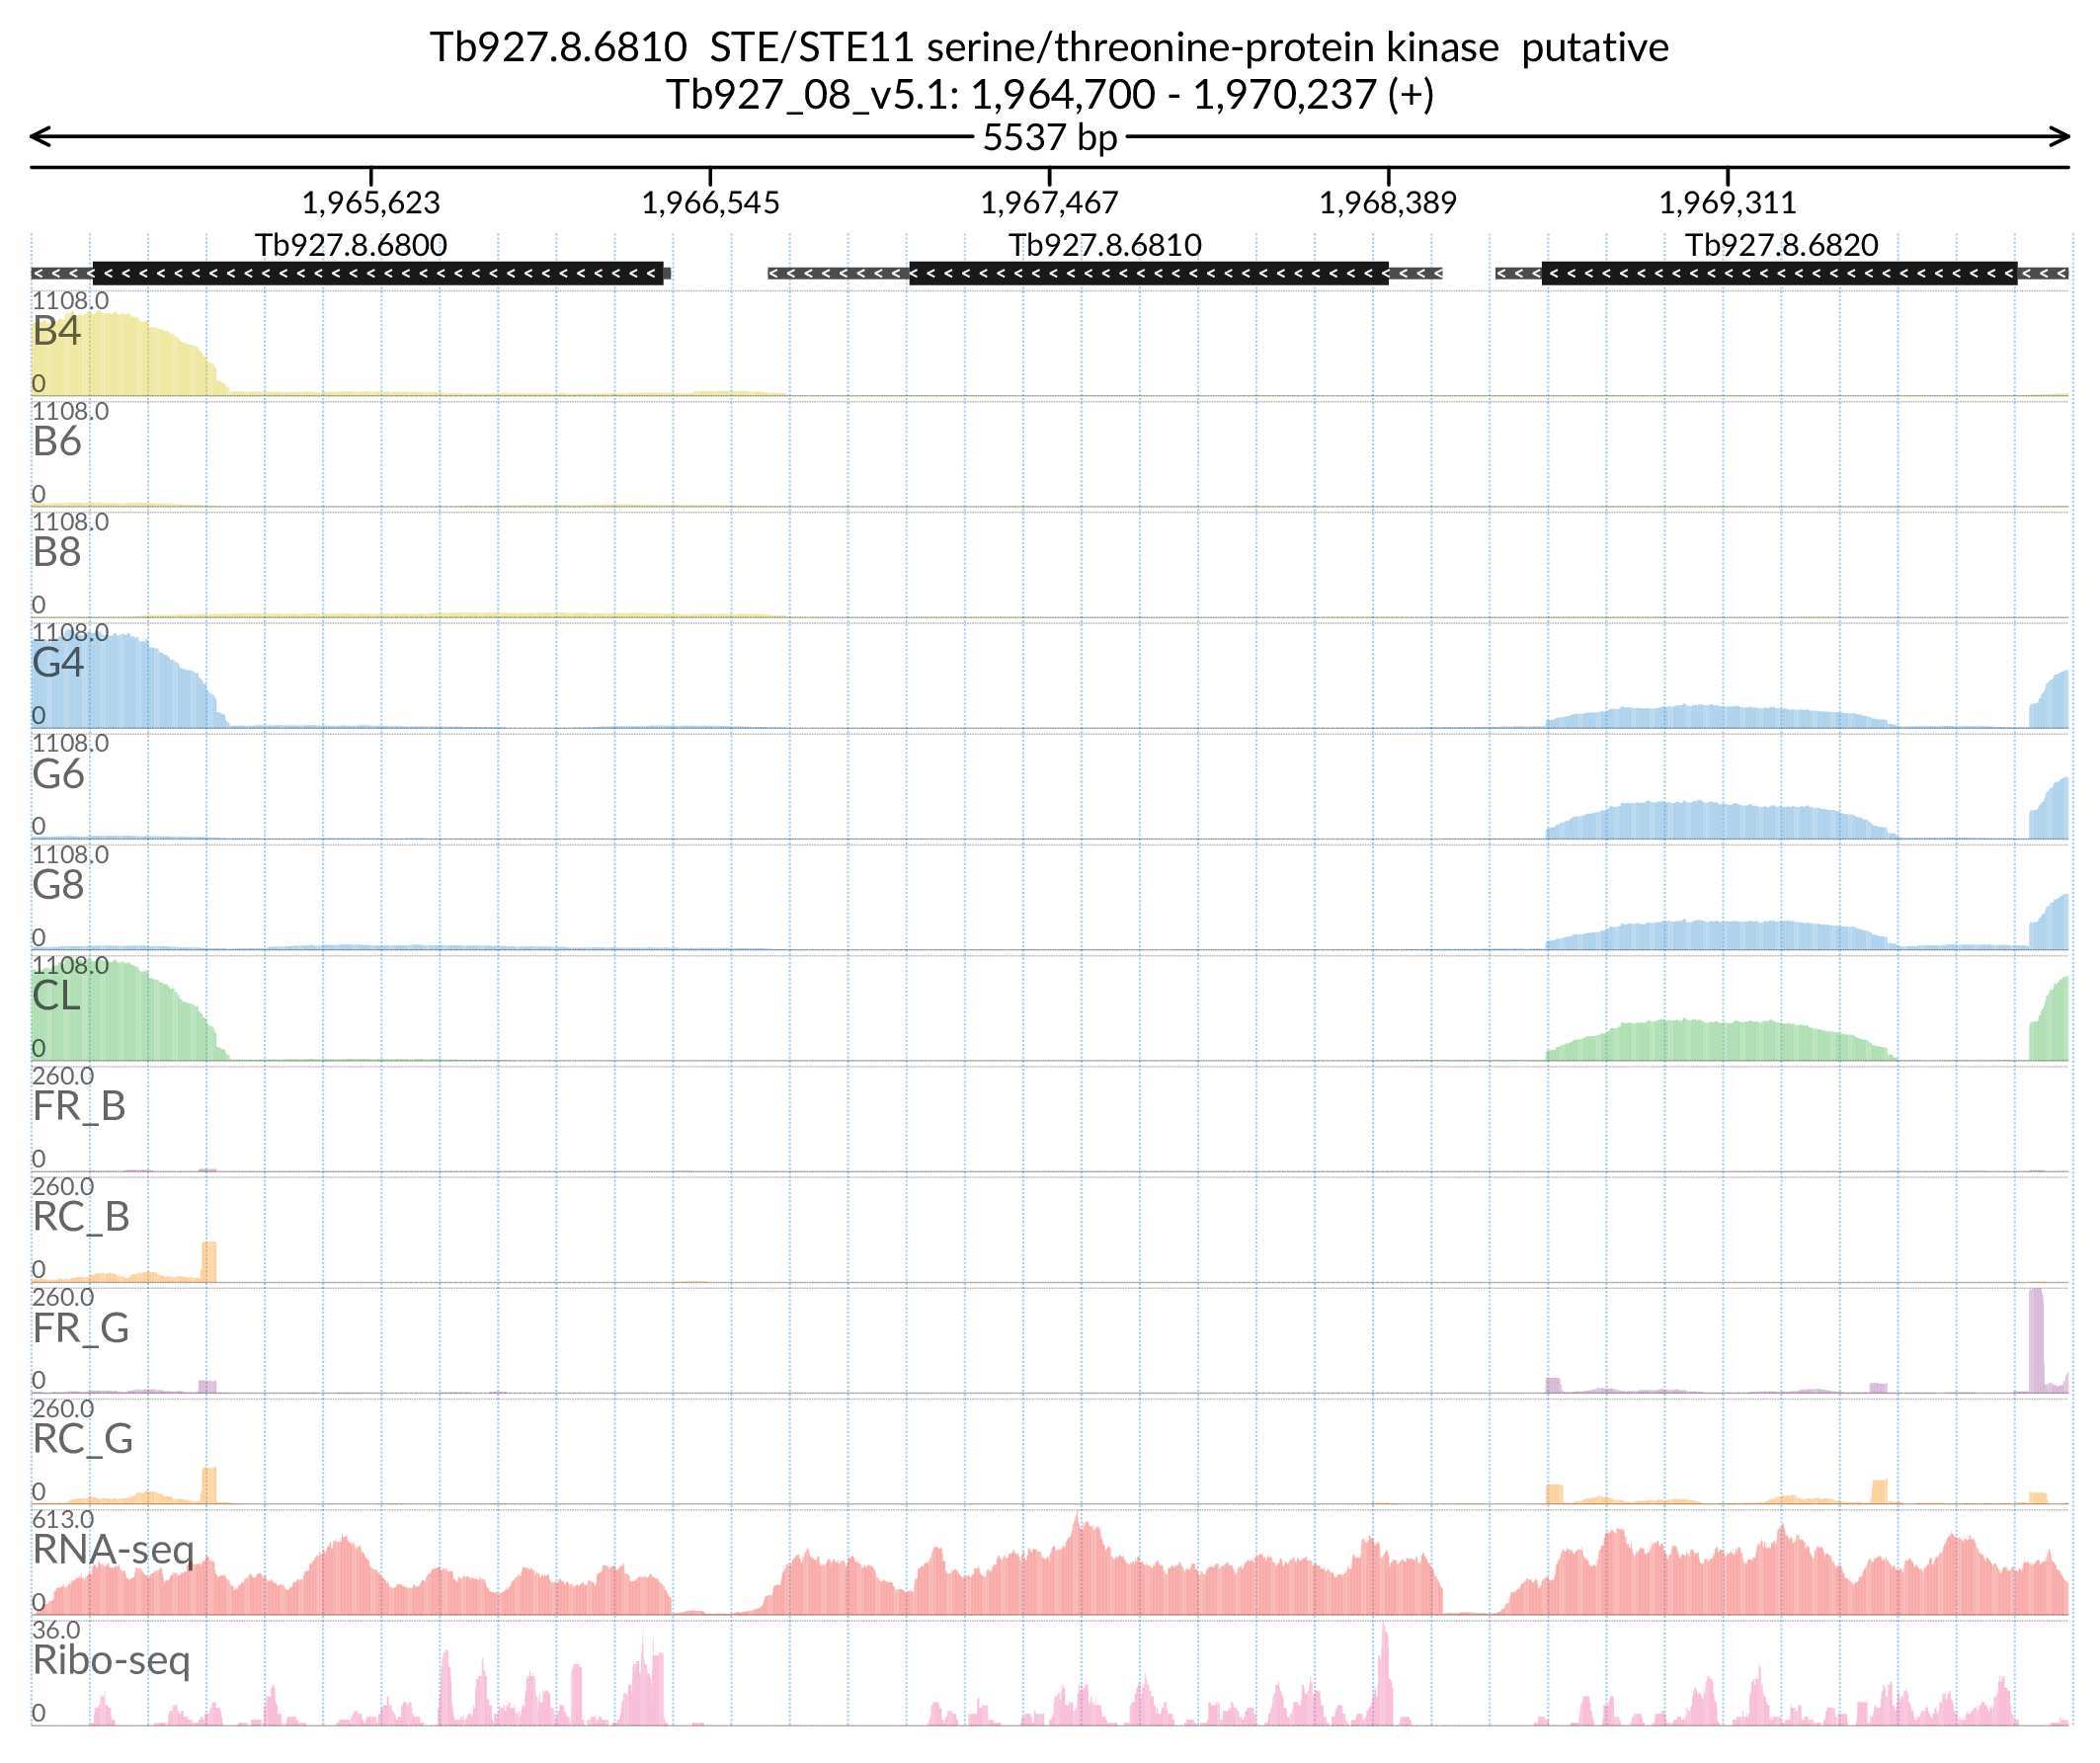 Tb927.8.6810  STE/STE11 serine/threonine-protein kinase  putative
Tb927_08_v5.1: 1,964,700 - 1,970,237 (+)
5537 bp
1,965,623 1,966,545 1,967,467 1,968,389 1,969,311
Tb927.8.6800 Tb927.8.6810 Tb927.8.6820
1108.0
B4
0
1108.0
B6
0
1108.0
B8
0
1108.0
G4
0
1108.0
G6
0
1108.0
G8
0
1108.0
CL
0
260.0
FR_B
0
260.0
RC_B
0
260.0
FR_G
0
260.0
RC_G
0
613.0
RNA-seq
0
36.0
Ribo-seq
0